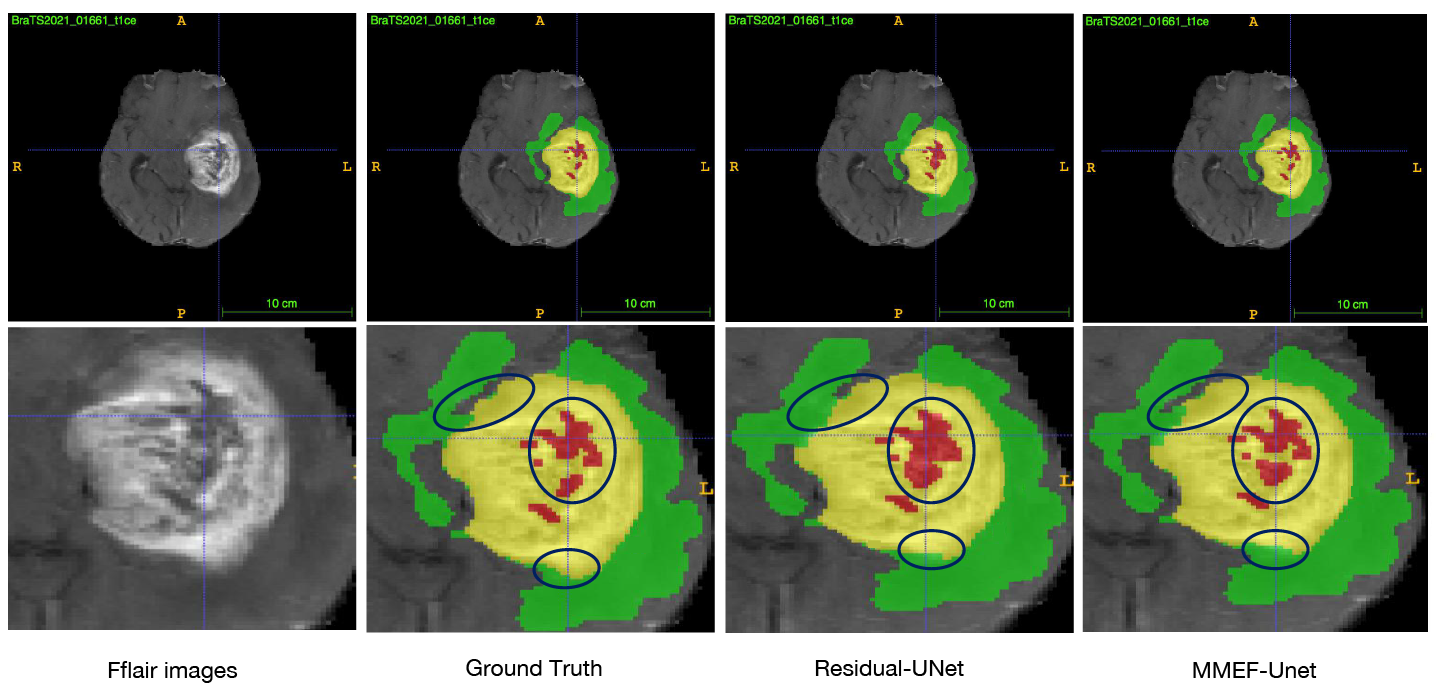 BraTS2021_01661_t1ce A
BraTS2021_01661_t1ce A
BraTS2021_01661_t1ce A
BraTS2021_01661_t1ce A
R L
R L
R L
R L
10 cm
10 cm
10 cm
10 cm
P
P
P
P
L
L
L
Fflair images
Ground Truth
Residual-UNet
MMEF-Unet